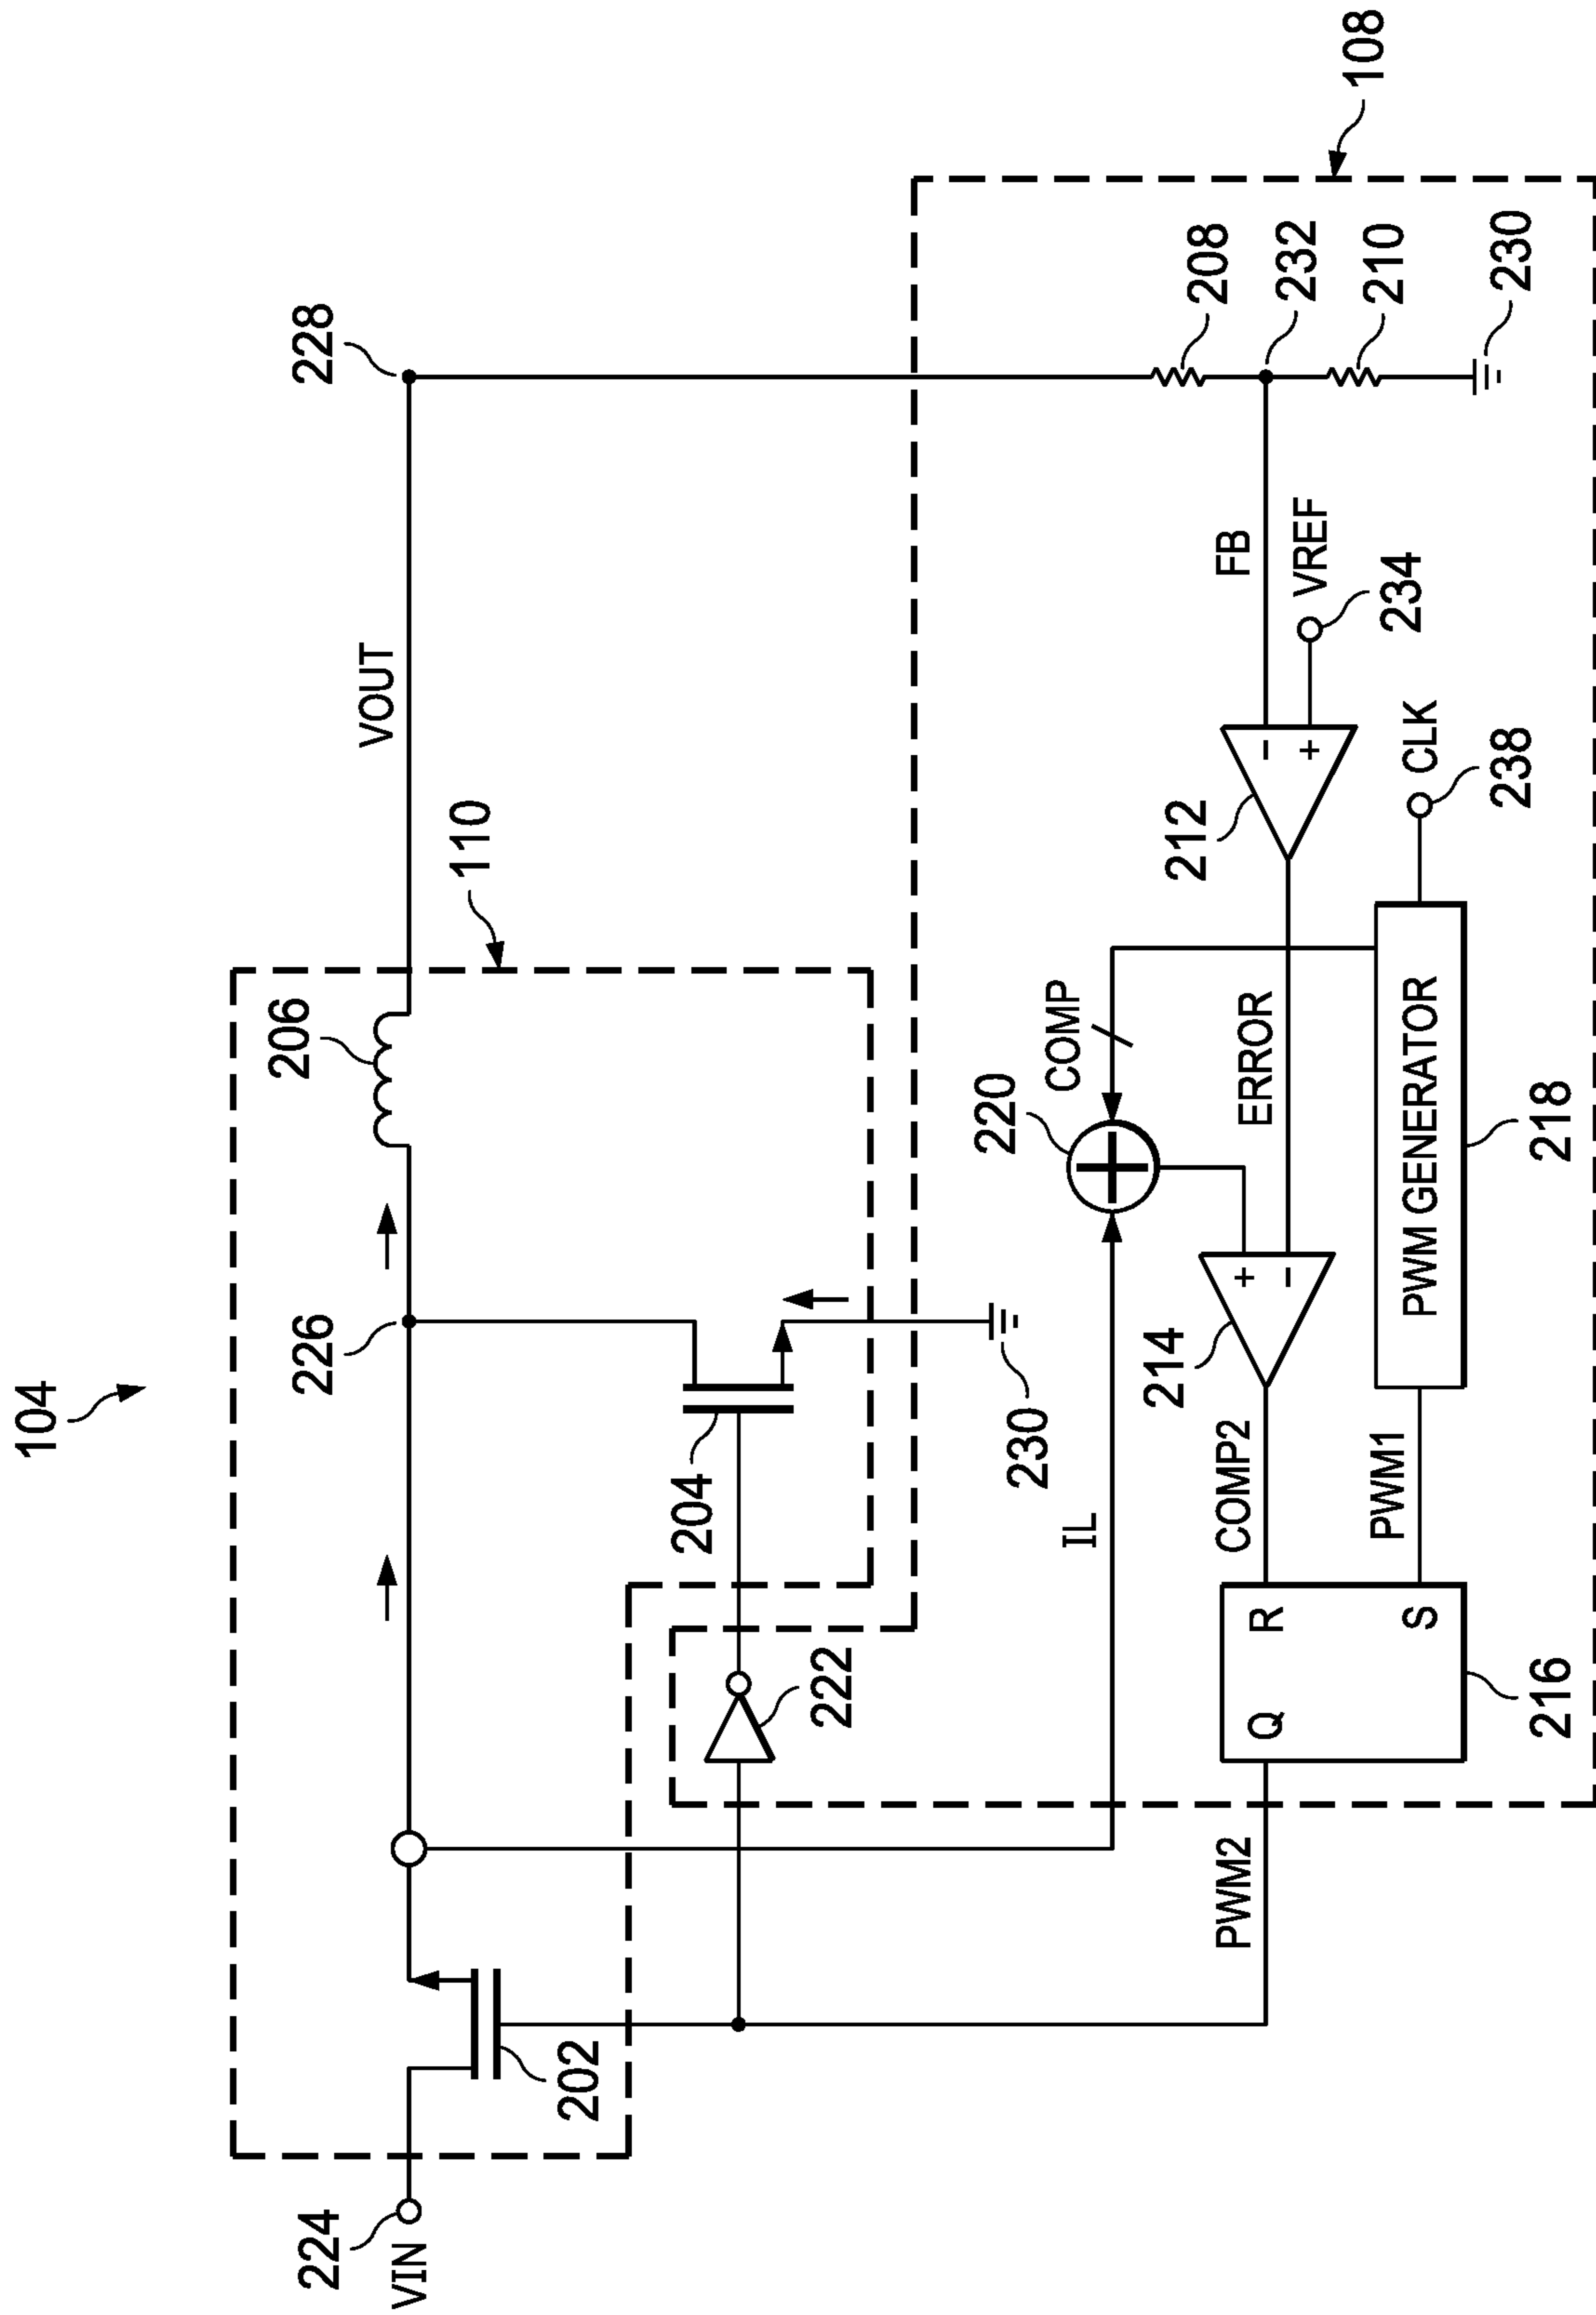 104
224
VIN
202
226
206
110
VOUT
228
204
230
222
IL
220
COMP
108
PWM2
Q
R
S
216
COMP2
PWM1
214
+
-
ERROR
PWM GENERATOR
218
212
-
+
FB
VREF
234
CLK
238
208
232
210
230